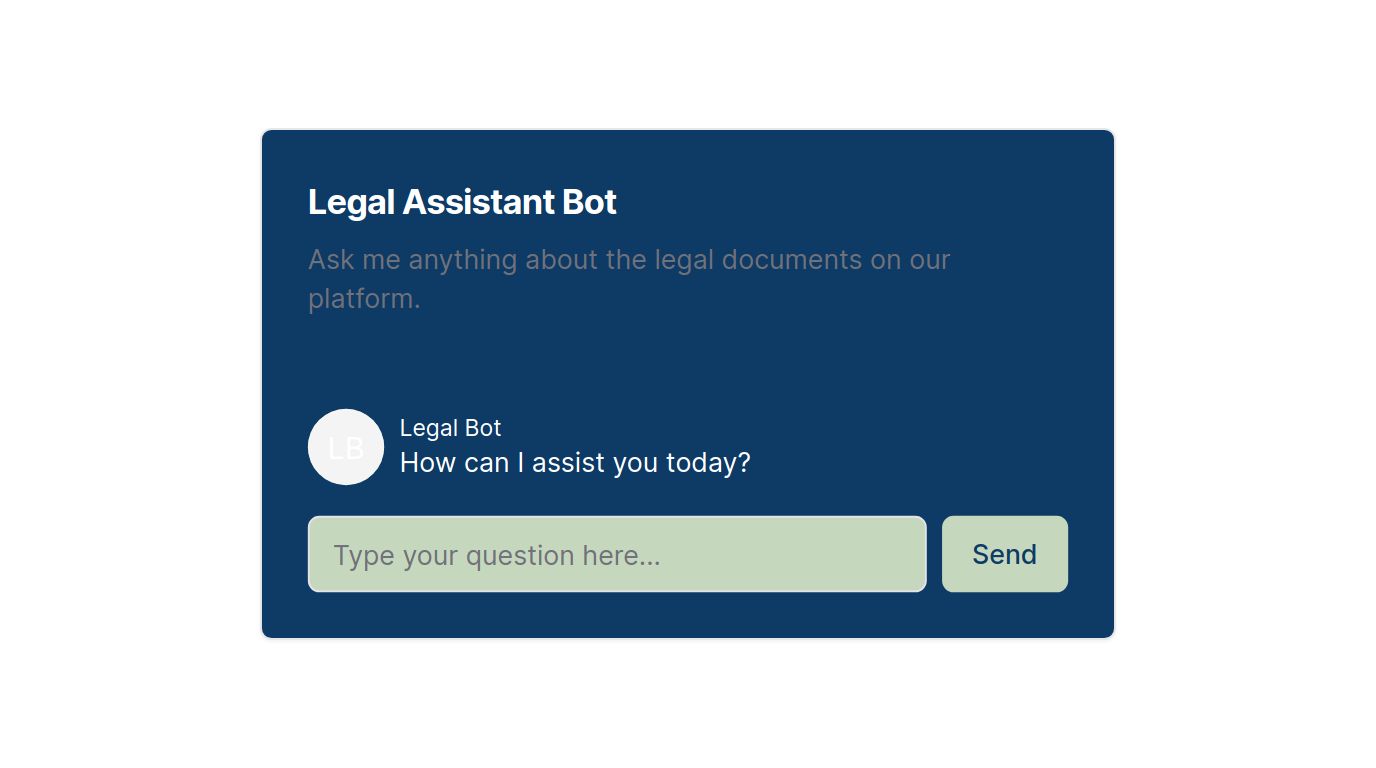 Legal Assistant Bot
Ask me anything about the legal documents on our
platform.
LB
Legal Bot
How can I assist you today?
Type your question here...
Send